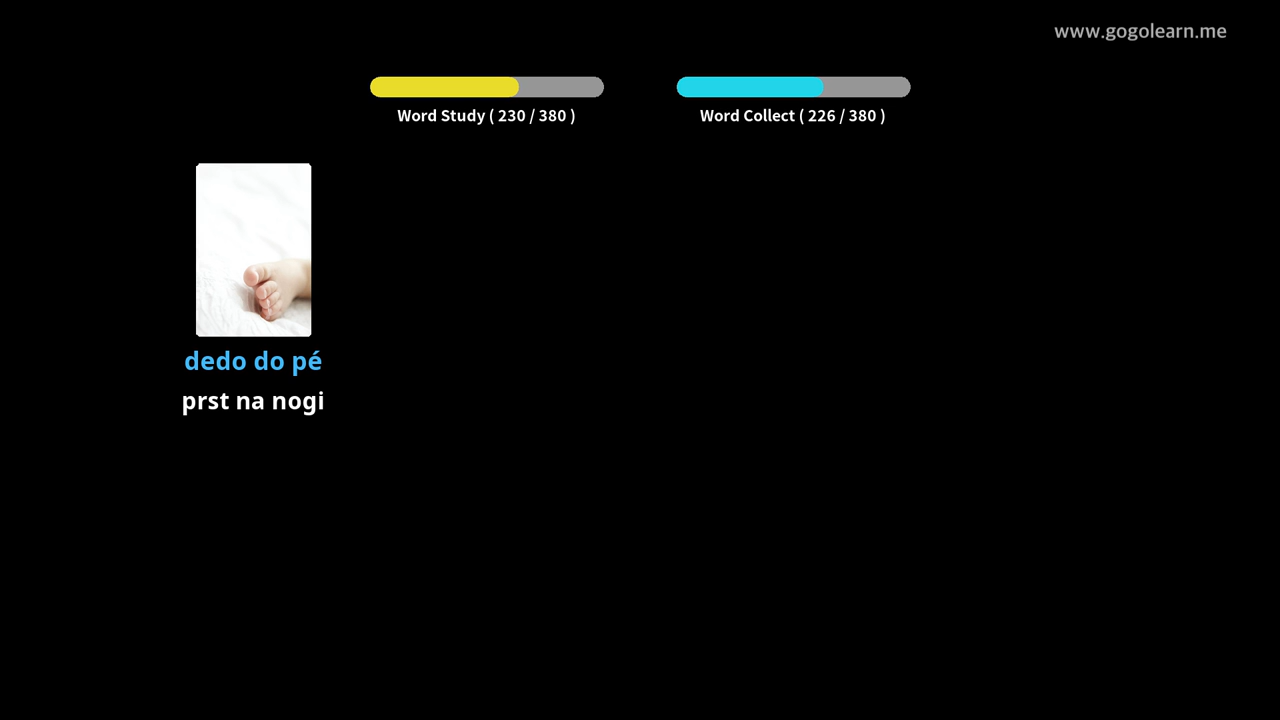 www.gogolearn.me
Word Study ( 230 / 380 )
Word Collect ( 226 / 380 )
dedo do pé
prst na nogi